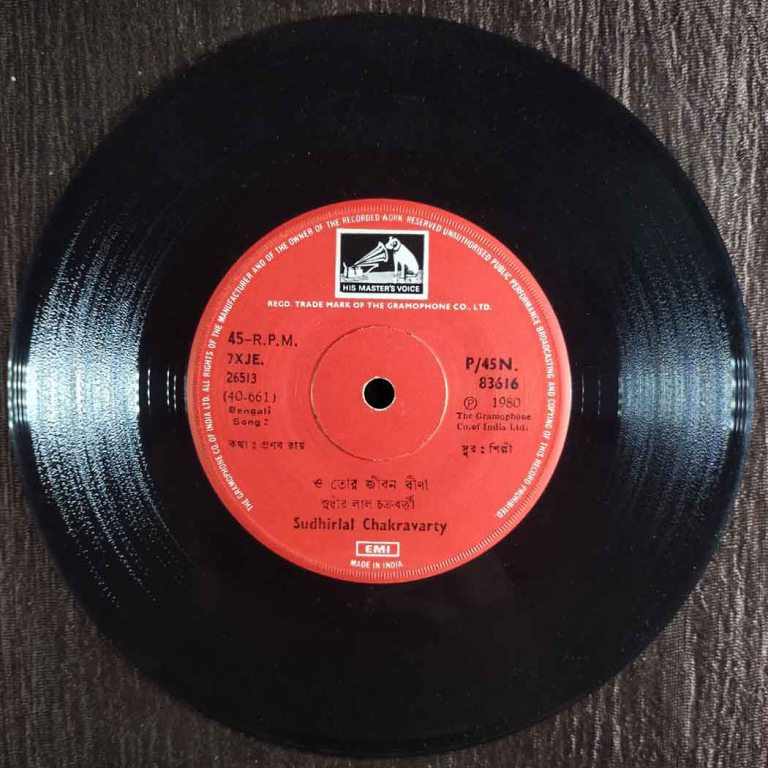 THE GRAMOPHONE CO. OF INDIA LTD. ALL RIGHTS OF THE MANUFACTURER AND OF THE OWNER OF THE RECORDED WORK RESERVED UNAUTHORISED PUBLIC PERFORMANCE BROADCASTING AND COPYING OF THIS RECORD PROHIBITED.
HIS MASTER'S VOICE
REGD. TRADE MARK OF THE GRAMOPHONE CO., LTD.
45-R.P.M.
7XJE.
26513
(40-661)
Bengali
Song:
কথা : প্রণব রায়
P/45N.
83616
Ⓟ 1980
The Gramophone
Co. of India Ltd.
সুর : শিল্পী
ও তোর জীবন বীণা
সুধীর লাল চক্রবর্ত্তী
Sudhirlal Chakravarty
EMI
MADE IN INDIA